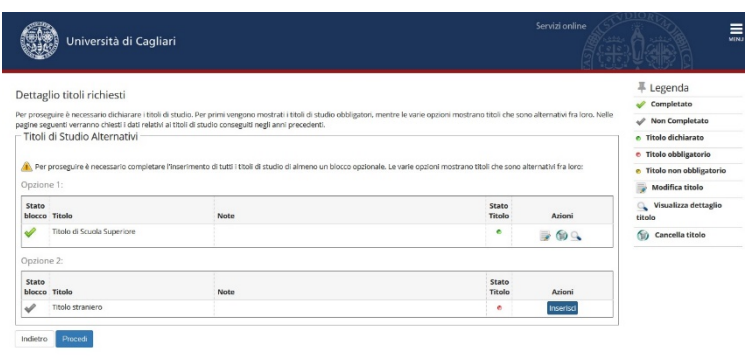 Università di Cagliari
Servizi online
MENU
Dettaglio titoli richiesti
Per proseguire è necessario dichiarare i titoli di studio. Per primi vengono mostrati i titoli di studio obbligatori, mentre le varie opzioni mostrano titoli che sono alternativi fra loro. Nelle
pagine seguenti verranno chiesti i dati relativi ai titoli di studio conseguiti negli anni precedenti.
Titoli di Studio Alternativi
Per proseguire è necessario completare l'inserimento di tutti i titoli di studio di almeno un blocco opzionale. Le varie opzioni mostrano titoli che sono alternativi fra loro:
Opzione 1:
Stato blocco Titolo Note Stato Titolo Azioni
Titolo di Scuola Superiore
Opzione 2:
Stato blocco Titolo Note Stato Titolo Azioni
Titolo straniero Inserisci
Indietro Procedi
Legenda
Completato
Non Completato
Titolo dichiarato
Titolo obbligatorio
Titolo non obbligatorio
Modifica titolo
Visualizza dettaglio
titolo
Cancella titolo